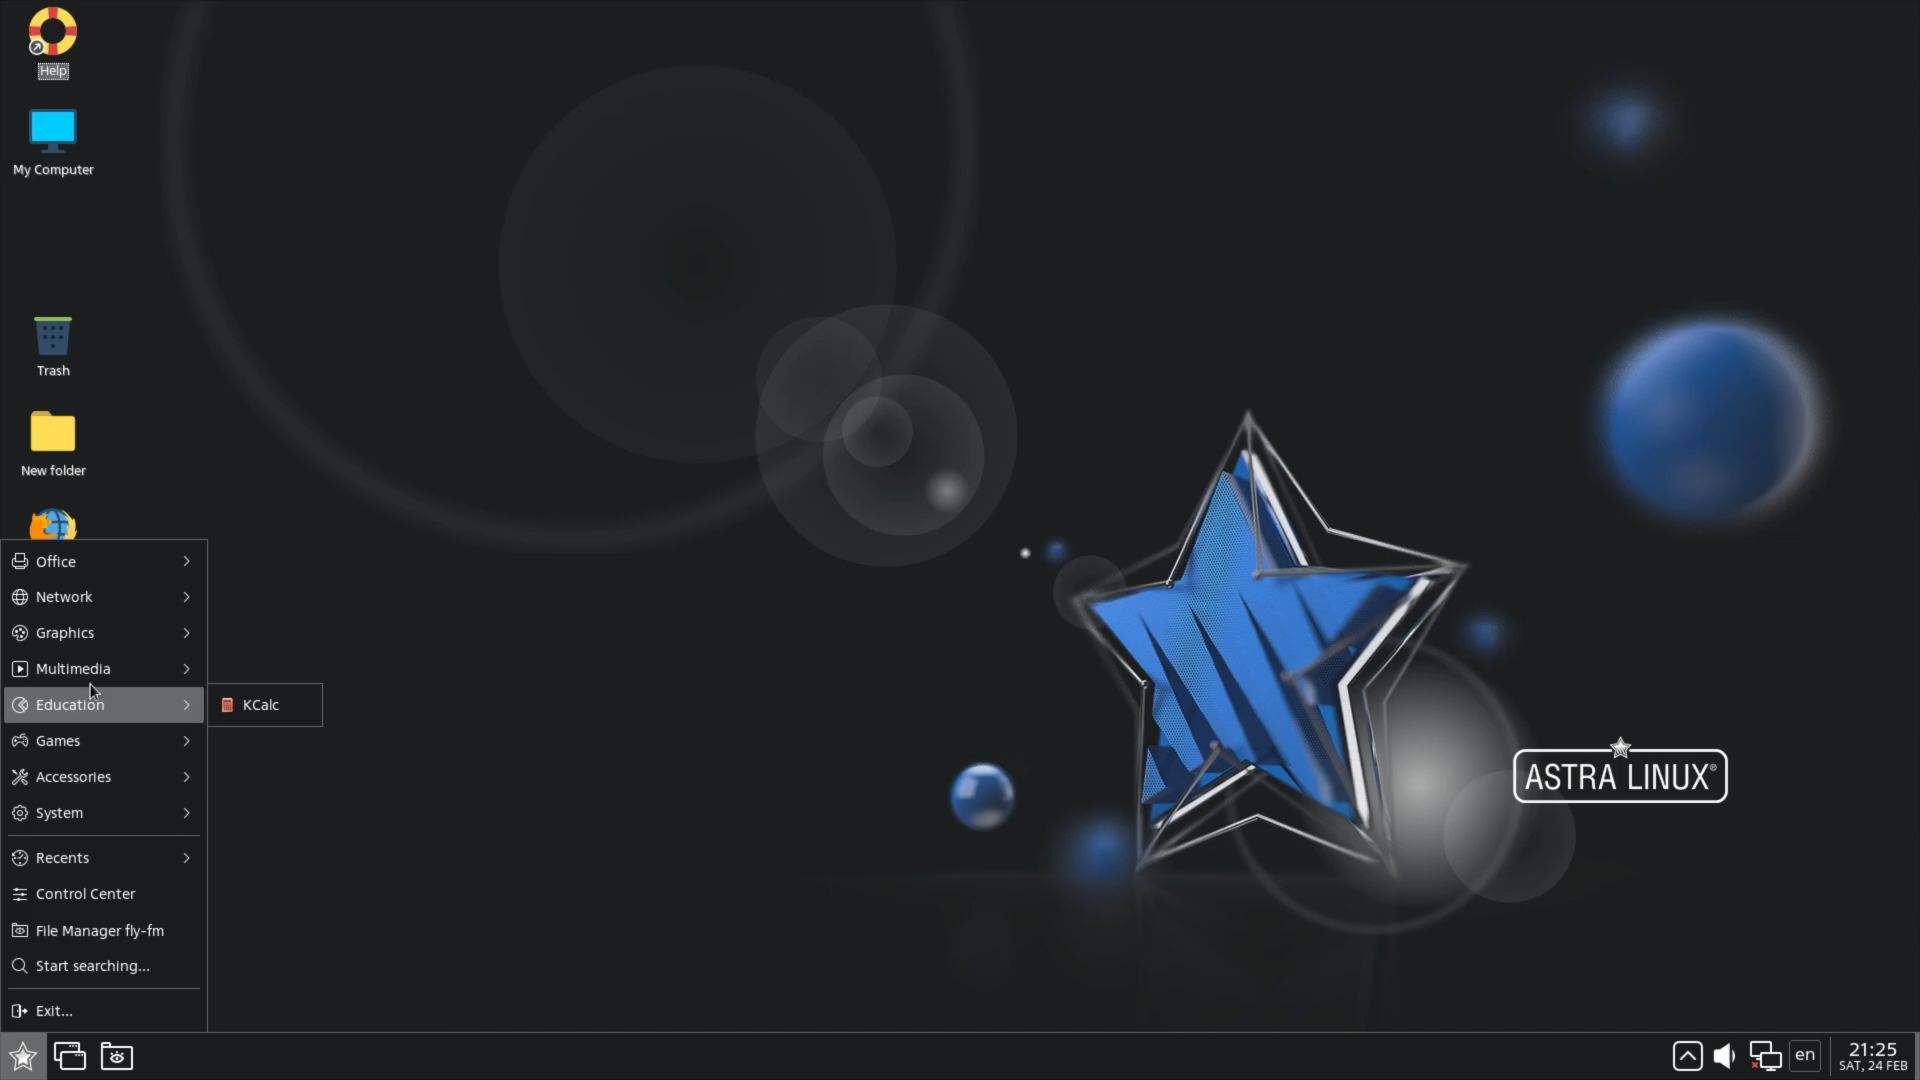 Help
My Computer
Trash
New folder
Office
Network
Graphics
Multimedia
Education
KCalc
Games
Accessories
System
Recents
Control Center
File Manager fly-fm
Start searching...
Exit...
ASTRA LINUX®
en
21:25
SAT, 24 FEB